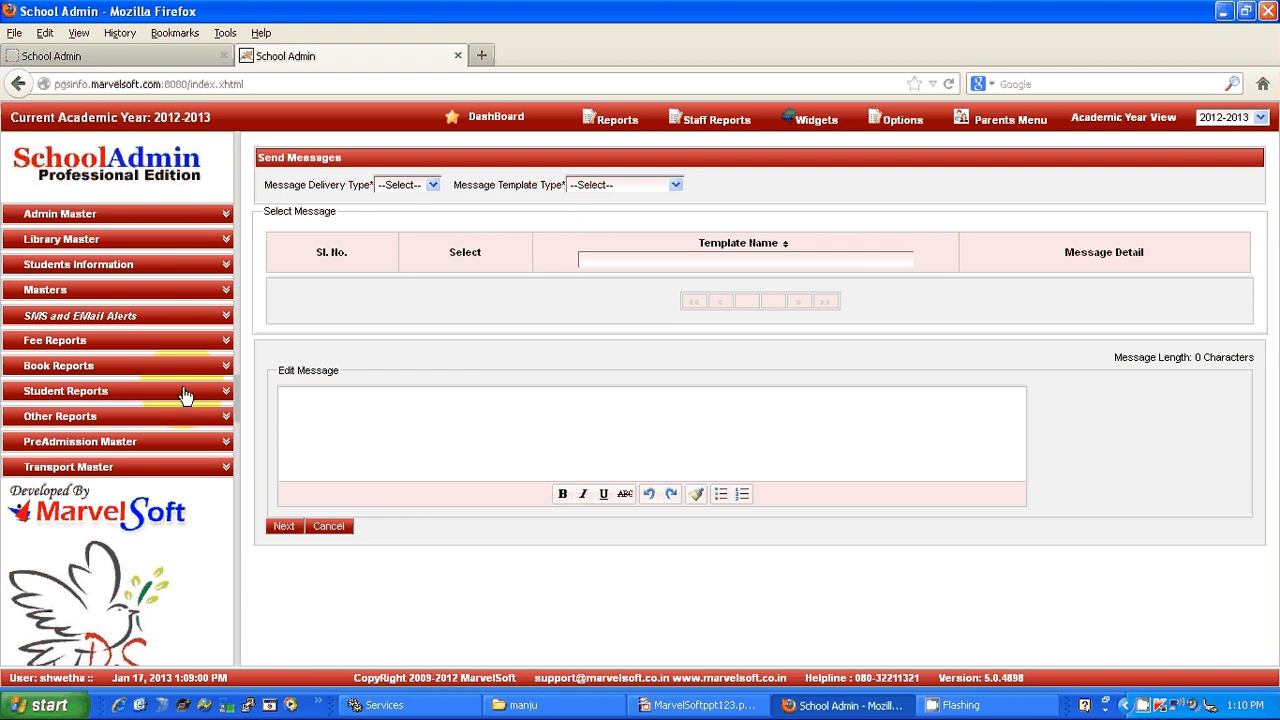 School Admin - Mozilla Firefox
File Edit View History Bookmarks Tools Help
School Admin
School Admin
pgsinfo.marvelsoft.com:8080/index.xhtml
Google
Current Academic Year: 2012-2013
DashBoard
Reports
Staff Reports
Widgets
Options
Parents Menu
Academic Year View
2012-2013
SchoolAdmin
Professional Edition
Admin Master
Library Master
Students Information
Masters
SMS and EMail Alerts
Fee Reports
Book Reports
Student Reports
Other Reports
PreAdmission Master
Transport Master
Developed By
MarvelSoft
Send Messages
Message Delivery Type* --Select-- Message Template Type* --Select--
Select Message
Sl. No. Select Template Name Message Detail
<< < > >>
Message Length: 0 Characters
Edit Message
B I U ABC
Next Cancel
User: shwetha :: Jan 17, 2013 1:09:00 PM CopyRight 2009-2012 MarvelSoft support@marvelsoft.co.in www.marvelsoft.co.in Helpline : 080-32211321 Version: 5.0.4898
start
Services
manju
MarvelSoftppt123.p...
School Admin - Mozill...
Flashing
1:10 PM